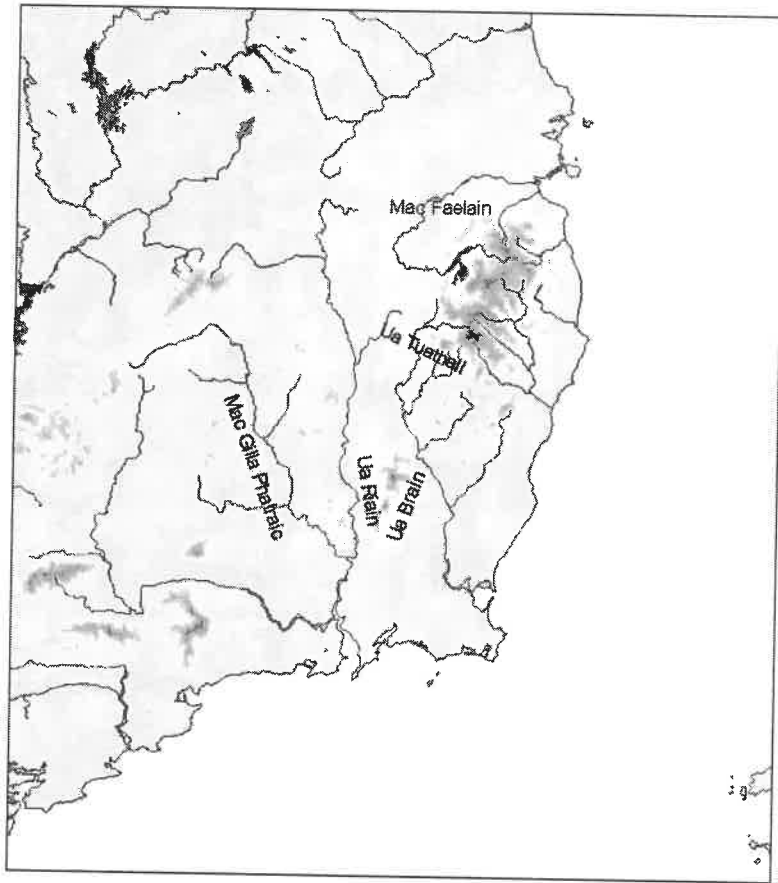 Mac Faelain
Ua Tuathail
Mac Gilla Phatraic
Ua Riain
Ua Brain